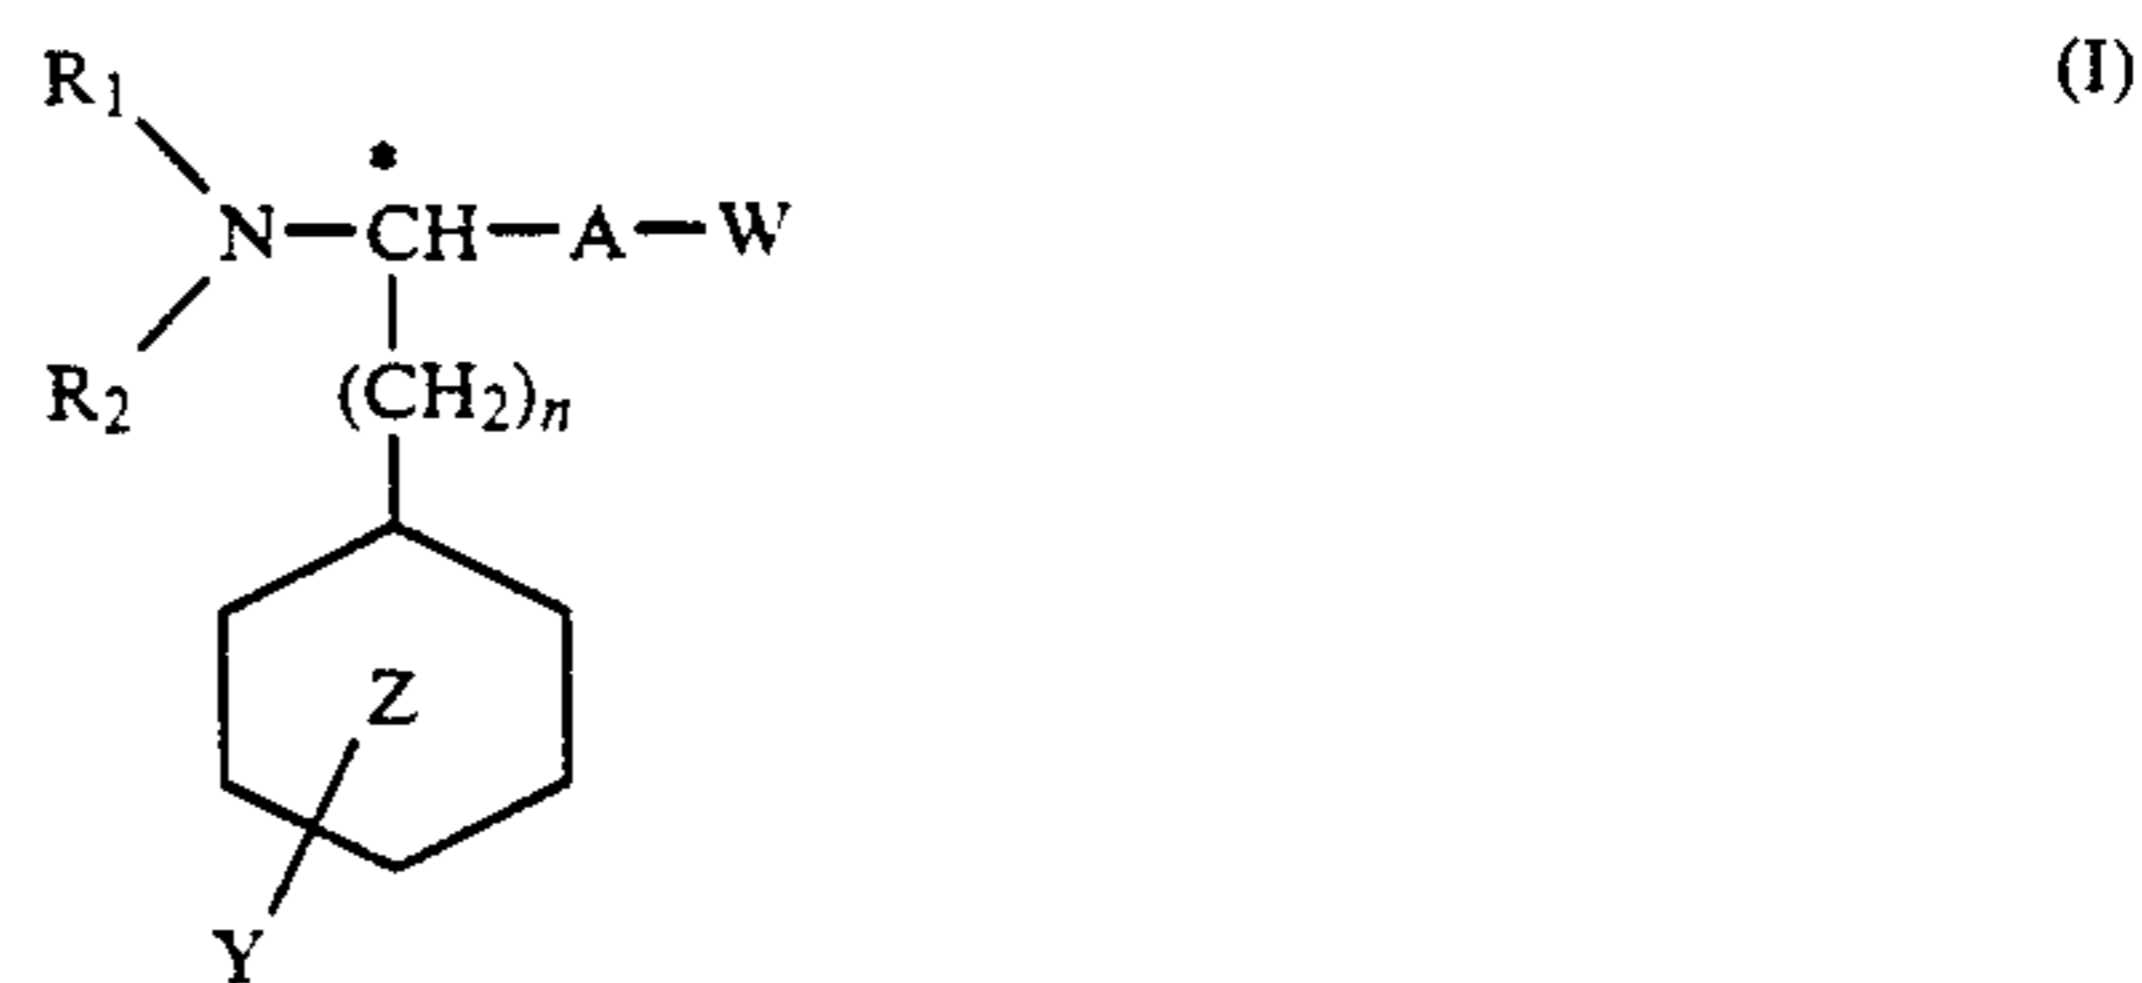 R1 (I)
*
N—CH—A—W
R2 (CH2)n
Z
Y